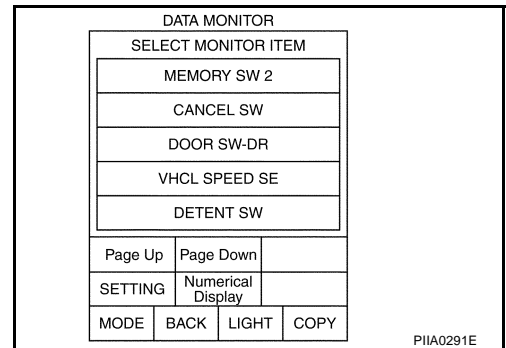 DATA MONITOR
SELECT MONITOR ITEM
MEMORY SW 2
CANCEL SW
DOOR SW-DR
VHCL SPEED SE
DETENT SW
Page Up Page Down
SETTING Numerical
Display
MODE BACK LIGHT COPY
PIIA0291E